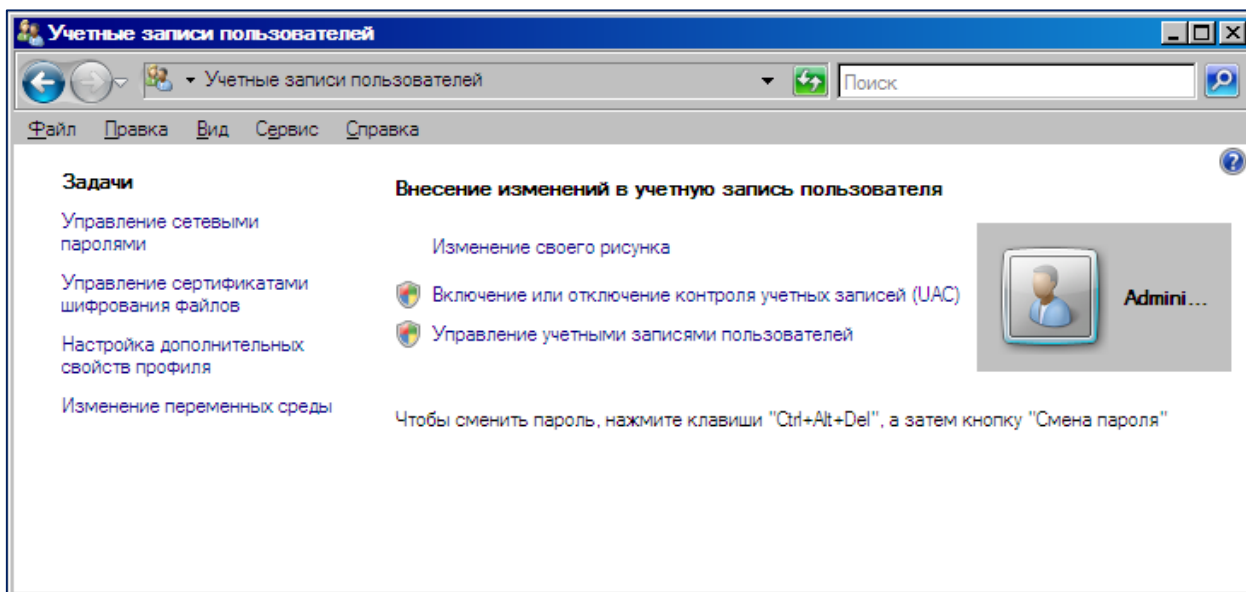 Учетные записи пользователей
Учетные записи пользователей
Поиск
Файл Правка Вид Сервис Справка
Задачи
Управление сетевыми
паролями
Управление сертификатами
шифрования файлов
Настройка дополнительных
свойств профиля
Изменение переменных среды
Внесение изменений в учетную запись пользователя
Изменение своего рисунка
Включение или отключение контроля учетных записей (UAC)
Управление учетными записями пользователей
Admini...
Чтобы сменить пароль, нажмите клавиши "Ctrl+Alt+Del", а затем кнопку "Смена пароля"